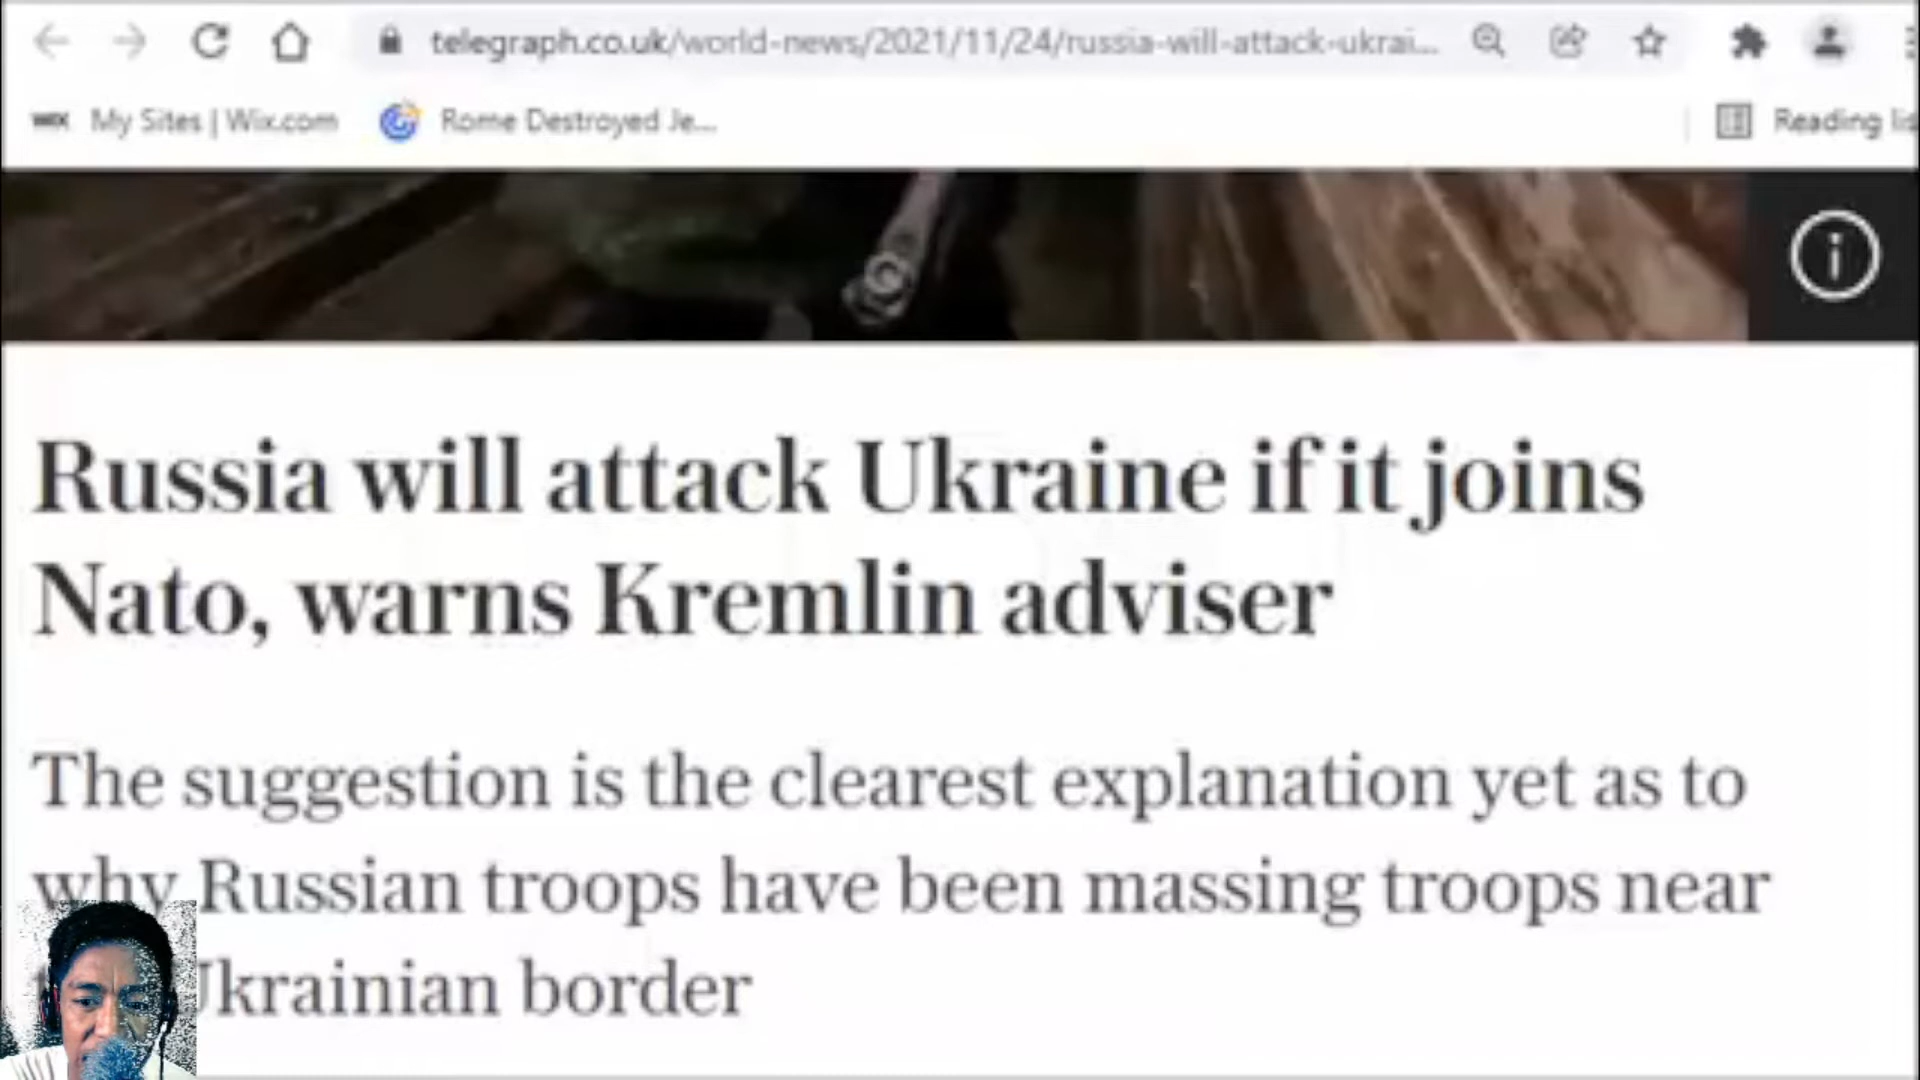 telegraph.co.uk/world-news/2021/11/24/russia-will-attack-ukrai...
WIX My Sites | Wix.com Rome Destroyed Je... Reading lis
Russia will attack Ukraine if it joins
Nato, warns Kremlin adviser
The suggestion is the clearest explanation yet as to
why Russian troops have been massing troops near
Ukrainian border